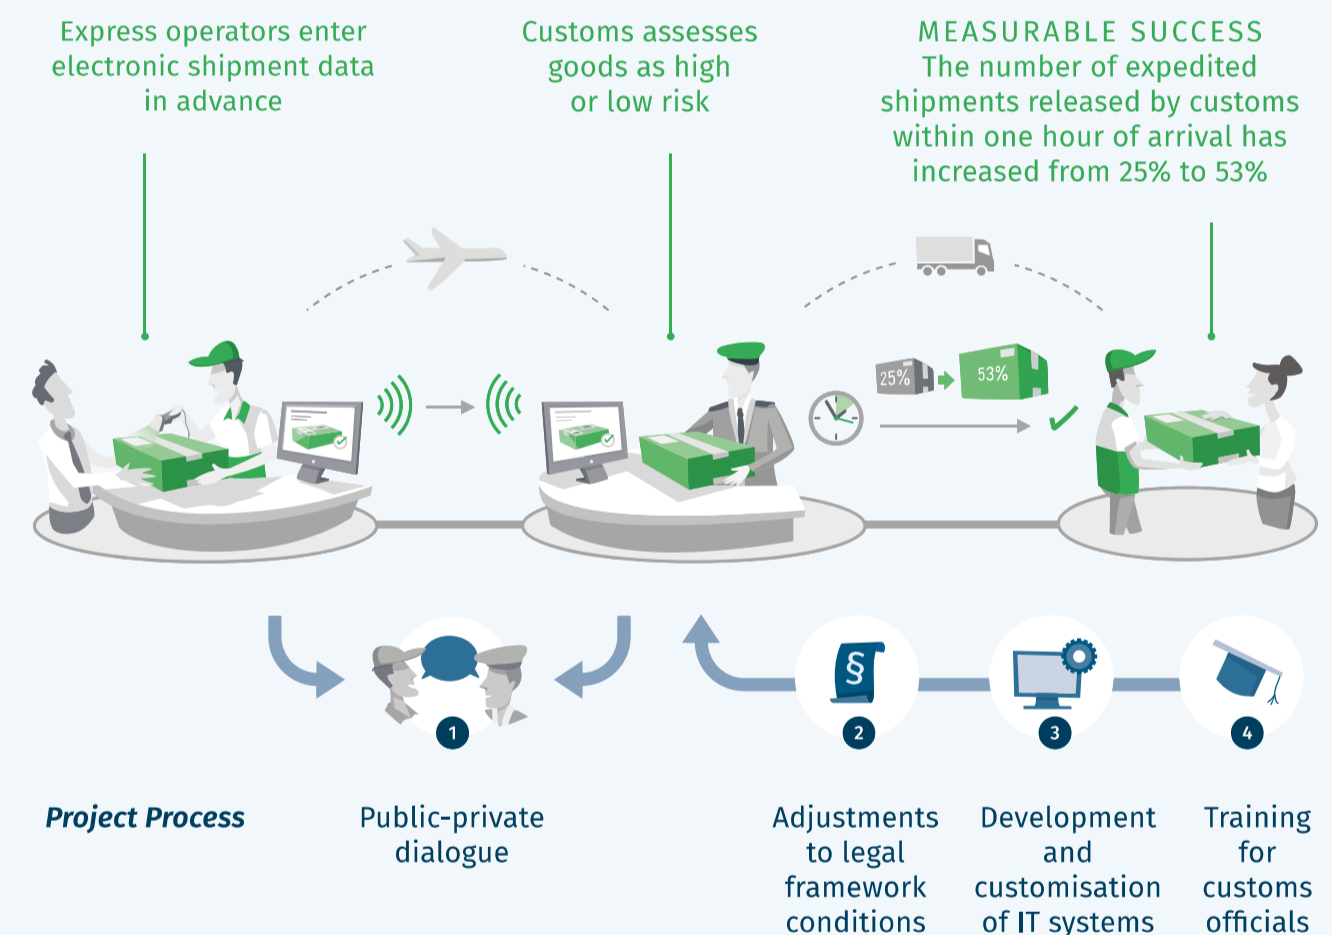 Express operators enter
electronic shipment data
in advance
Customs assesses
goods as high
or low risk
MEASURABLE SUCCESS
The number of expedited
shipments released by customs
within one hour of arrival has
increased from 25% to 53%
25%
53%
§
1
2
3
4
Project Process
Public-private
dialogue
Adjustments
to legal
framework
conditions
Development
and
customisation
of IT systems
Training
for
customs
officials